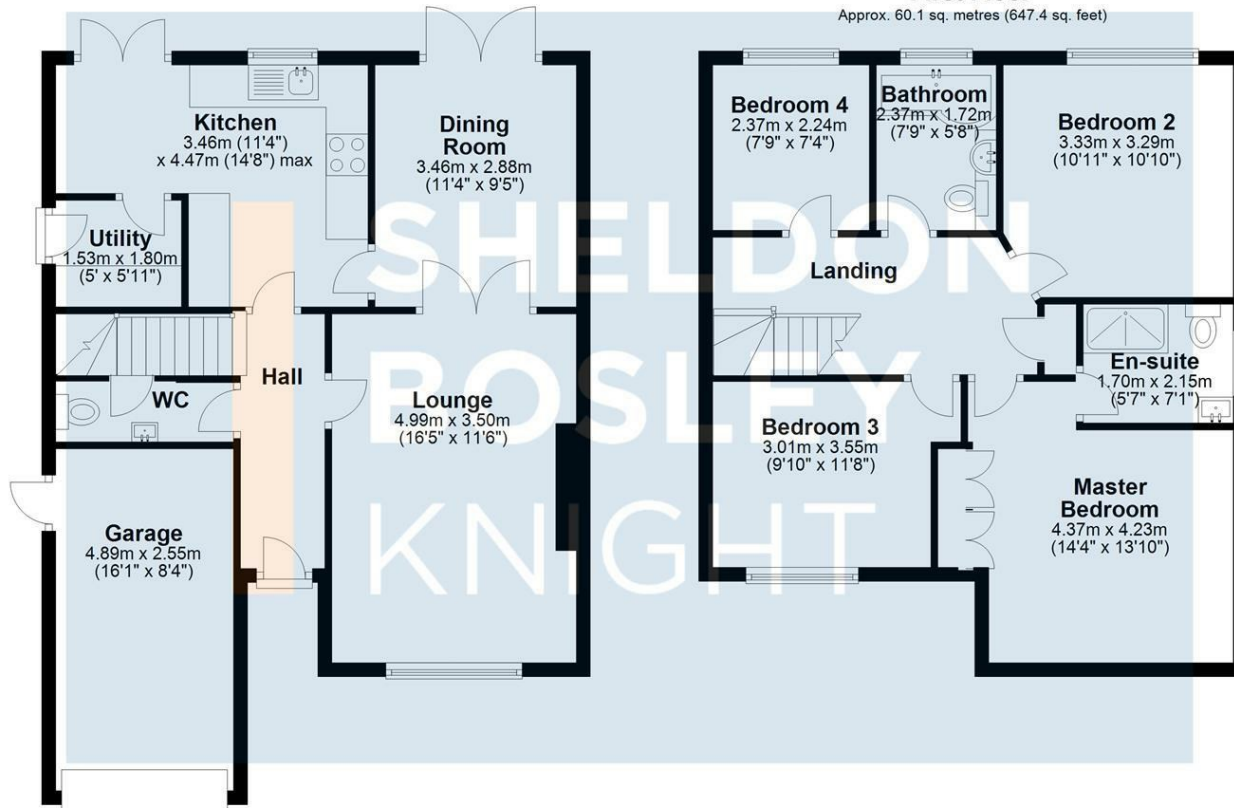 Approx. 60.1 sq. metres (647.4 sq. feet)
Kitchen
3.46m (11'4")
x 4.47m (14'8") max
Dining
Room
3.46m x 2.88m
(11'4" x 9'5")
Utility
1.53m x 1.80m
(5' x 5'11")
Hall
WC
Lounge
4.99m x 3.50m
(16'5" x 11'6")
Garage
4.89m x 2.55m
(16'1" x 8'4")
Bedroom 4
2.37m x 2.24m
(7'9" x 7'4")
Bathroom
2.37m x 1.72m
(7'9" x 5'8")
Bedroom 2
3.33m x 3.29m
(10'11" x 10'10")
Landing
En-suite
1.70m x 2.15m
(5'7" x 7'1")
Bedroom 3
3.01m x 3.55m
(9'10" x 11'8")
Master
Bedroom
4.37m x 4.23m
(14'4" x 13'10")
SHELDON
BOSLEY
KNIGHT